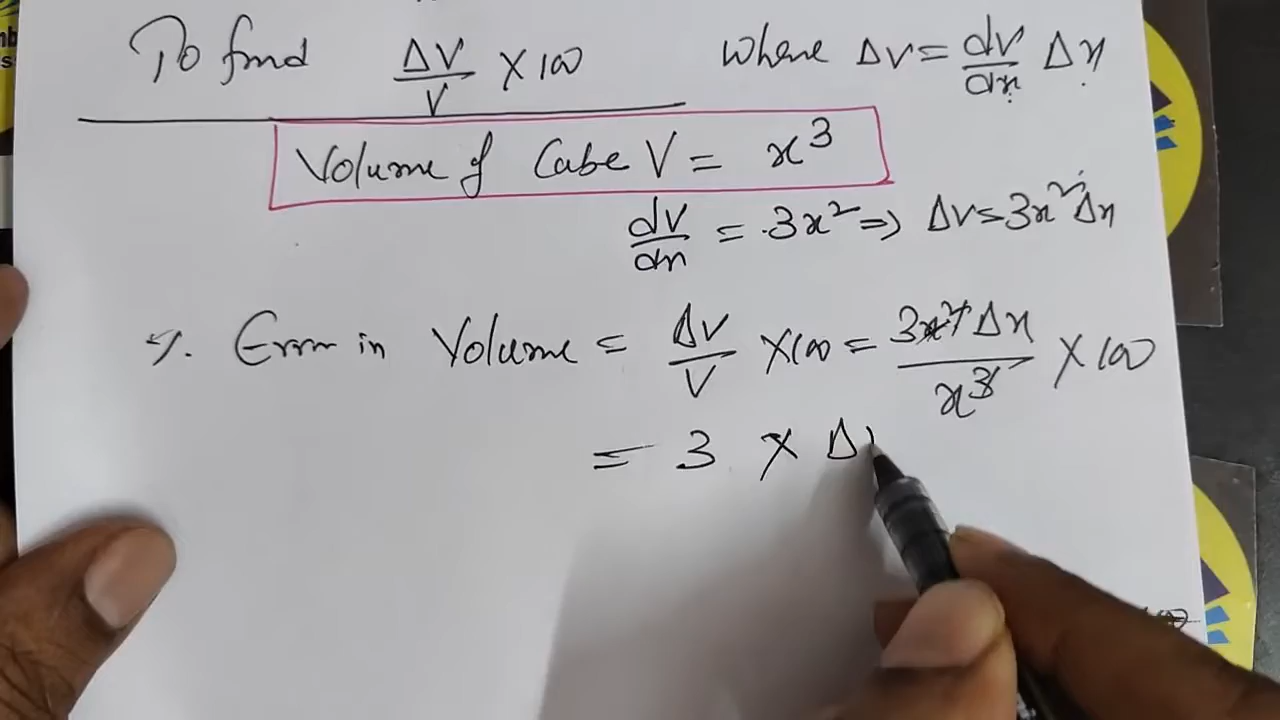 To find ΔV/V × 100 where ΔV = dv/dx Δx
Volume of Cube V = x³
dv/dx = 3x² ⇒ ΔV = 3x² Δx
% Error in Volume = ΔV/V × 100 = 3x² Δx/x³ × 100
= 3 × Δ